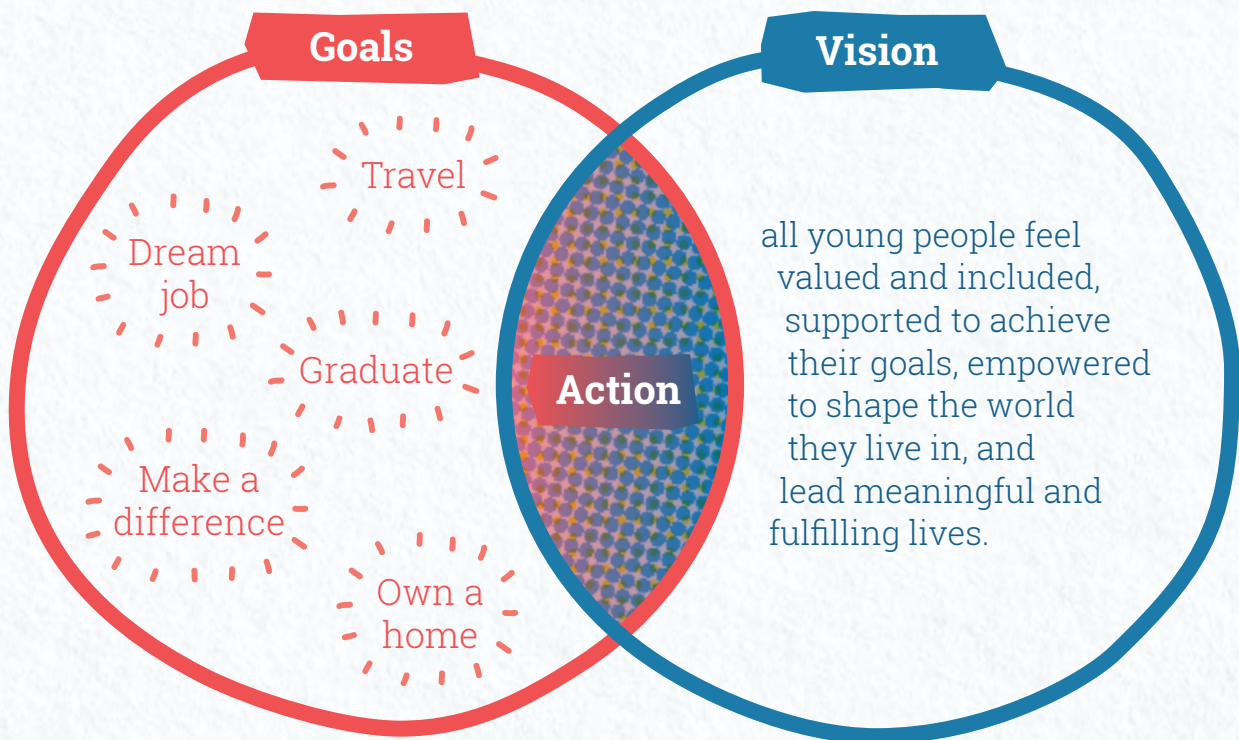 Goals
Travel
Dream
job
Graduate
Make a
difference
Own a
home
Action
Vision
all young people feel
valued and included,
supported to achieve
their goals, empowered
to shape the world
they live in, and
lead meaningful and
fulfilling lives.